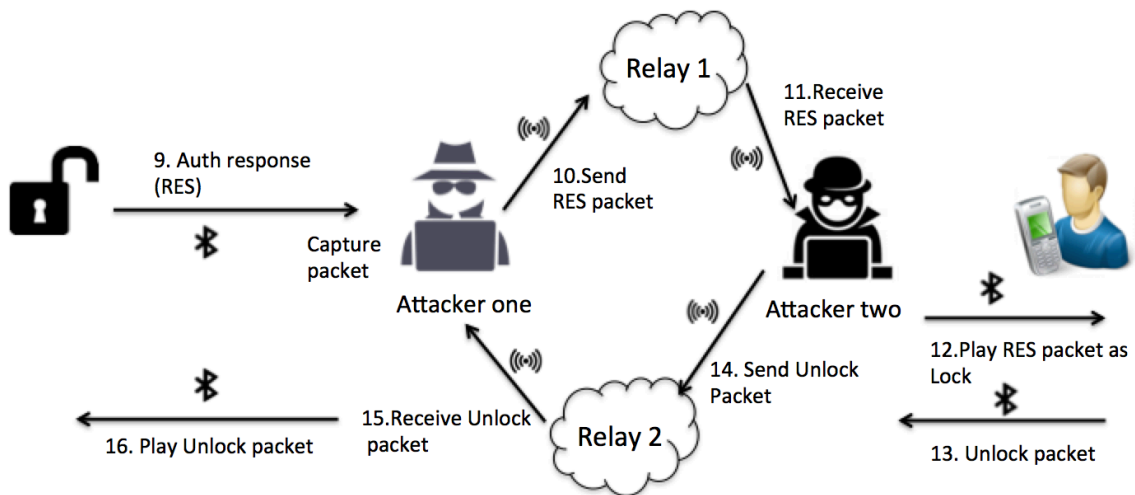 Relay 1
11.Receive
RES packet
9. Auth response
(RES)
10.Send
RES packet
Capture
packet
Attacker one
Attacker two
12.Play RES packet as
Lock
14. Send Unlock
Packet
15.Receive Unlock
packet
16. Play Unlock packet
Relay 2
13. Unlock packet